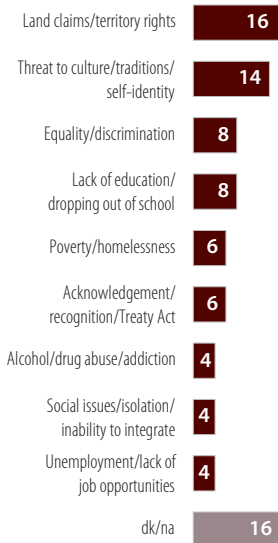 Land claims/territory rights 16
Threat to culture/traditions/
self-identity 14
Equality/discrimination 8
Lack of education/
dropping out of school 8
Poverty/homelessness 6
Acknowledgement/
recognition/Treaty Act 6
Alcohol/drug abuse/addiction 4
Social issues/isolation/
inability to integrate 4
Unemployment/lack of
job opportunities 4
dk/na 16